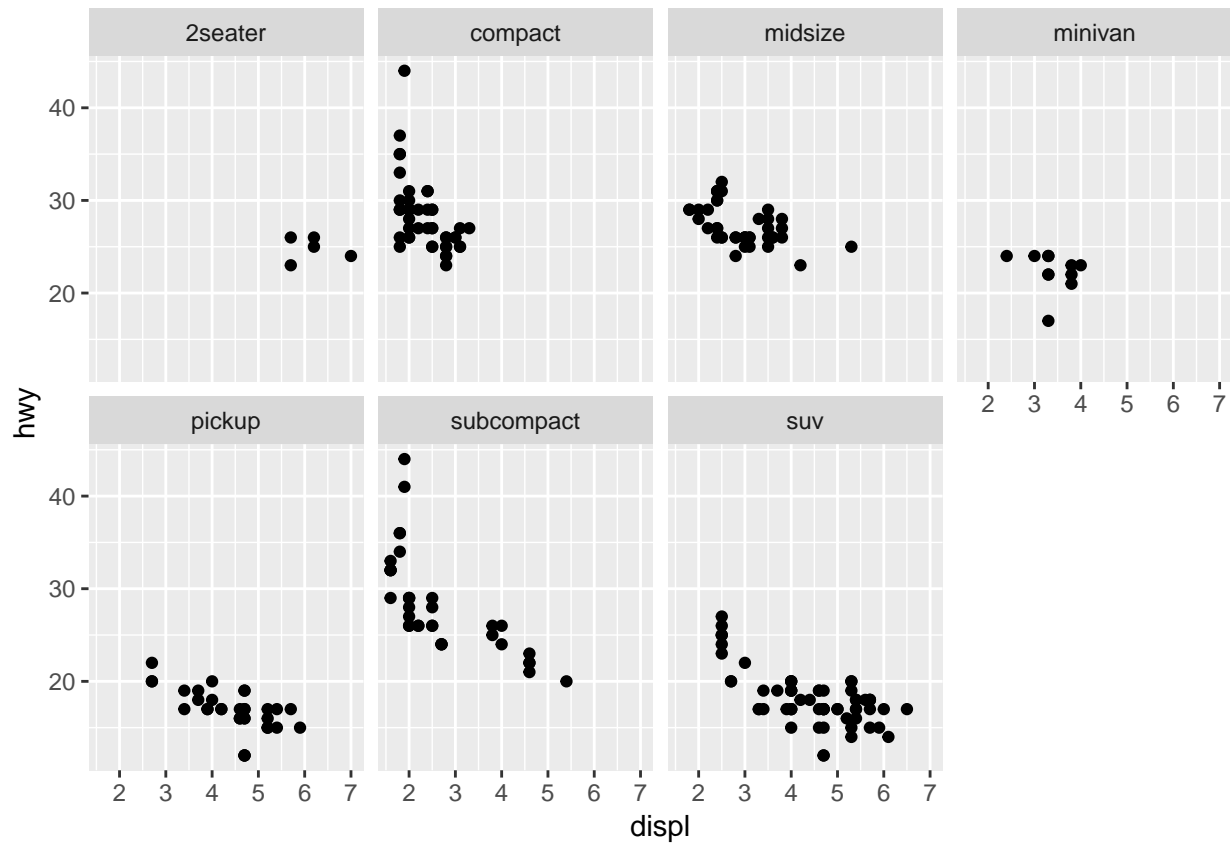 2seater compact midsize minivan
40
30
20
2 3 4 5 6 7
hwy
pickup subcompact suv
40
30
20
2 3 4 5 6 7 2 3 4 5 6 7 2 3 4 5 6 7
displ